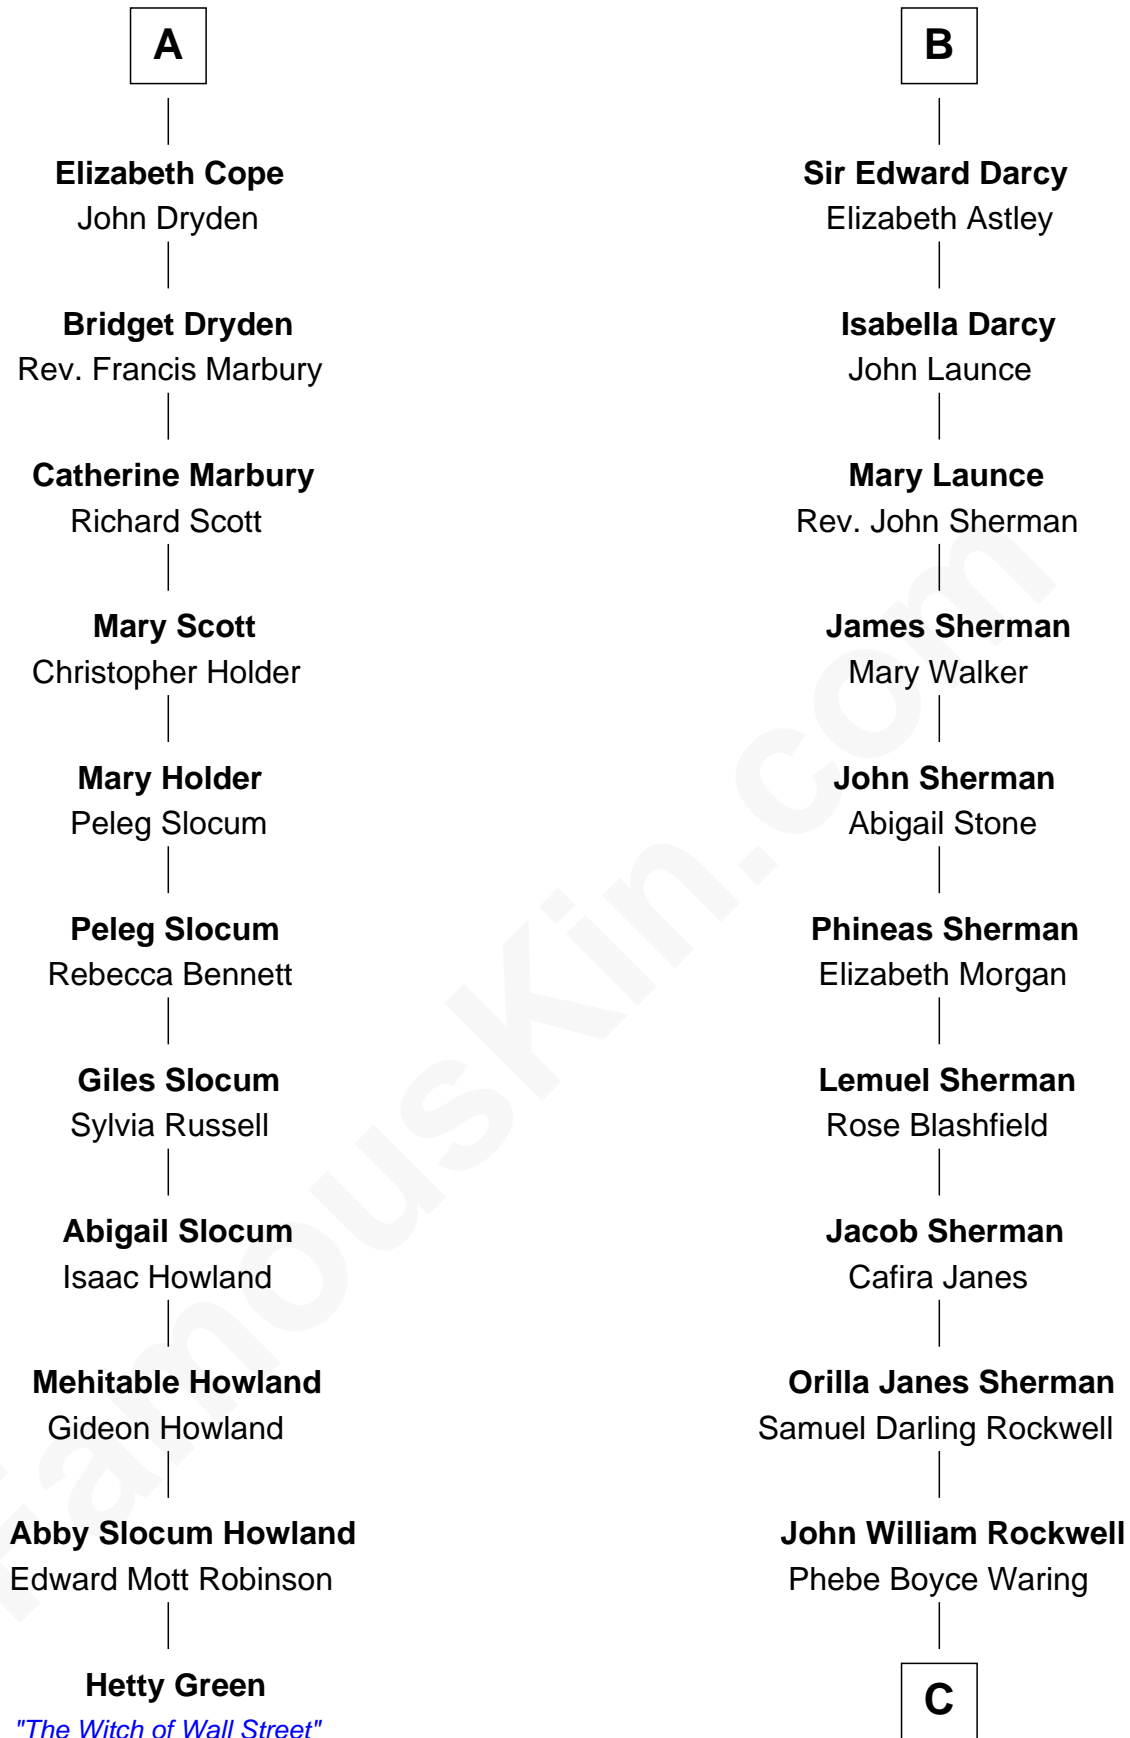 A
Elizabeth Cope
John Dryden
Bridget Dryden
Rev. Francis Marbury
Catherine Marbury
Richard Scott
Mary Scott
Christopher Holder
Mary Holder
Peleg Slocum
Peleg Slocum
Rebecca Bennett
Giles Slocum
Sylvia Russell
Abigail Slocum
Isaac Howland
Mehitable Howland
Gideon Howland
Abby Slocum Howland
Edward Mott Robinson
Hetty Green
"The Witch of Wall Street"
B
Sir Edward Darcy
Elizabeth Astley
Isabella Darcy
John Launce
Mary Launce
Rev. John Sherman
James Sherman
Mary Walker
John Sherman
Abigail Stone
Phineas Sherman
Elizabeth Morgan
Lemuel Sherman
Rose Blashfield
Jacob Sherman
Cafira Janes
Orilla Janes Sherman
Samuel Darling Rockwell
John William Rockwell
Phebe Boyce Waring
C
FamousKin.com